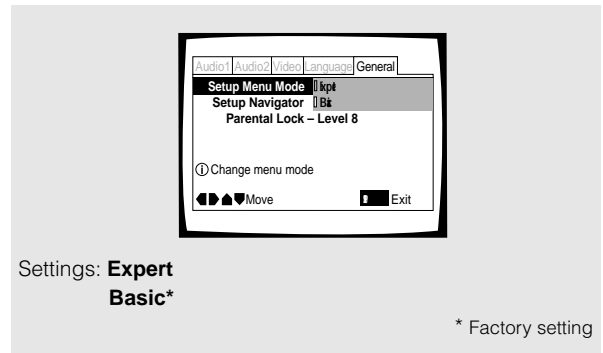 Audio1 Audio2 Video Language General
Setup Menu Mode
Setup Navigator
Parental Lock – Level 8
ⓘ Change menu mode
Move Exit
Settings: Expert
Basic*
* Factory setting